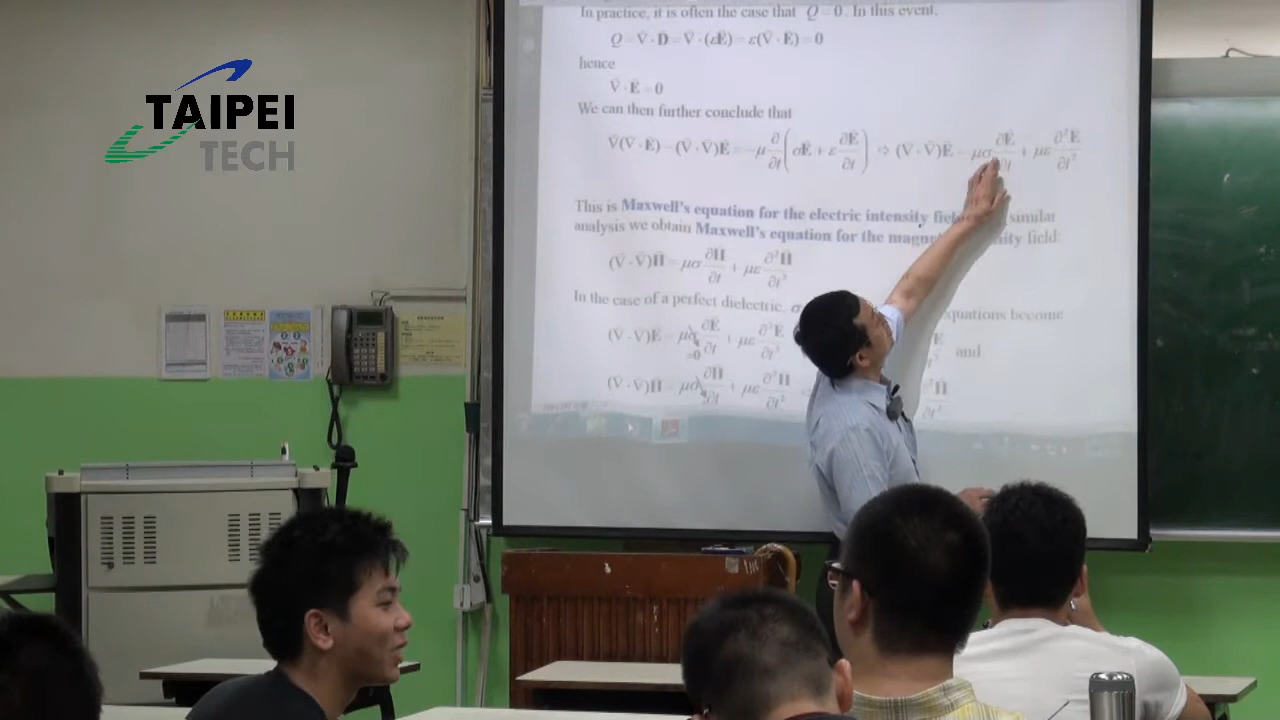 TAIPEI
TECH
In practice, it is often the case that Q = 0. In this event,
Q = ∇⃗ · D⃗ = ∇⃗ · (εE⃗) = ε(∇⃗ · E⃗) = 0
hence
∇⃗ · E⃗ = 0
We can then further conclude that
∇⃗(∇⃗ · E⃗) − (∇⃗ · ∇⃗)E⃗ = −μ ∂/∂t (σE⃗ + ε ∂E⃗/∂t) ⇨ (∇⃗ · ∇⃗)E⃗ = μσ ∂E⃗/∂t + με ∂²E⃗/∂t²
This is Maxwell's equation for the electric intensity field similar
analysis we obtain Maxwell's equation for the field:
(∇⃗ · ∇⃗)H⃗ = μσ ∂H⃗/∂t + με ∂²H⃗/∂t²
In the case of a perfect dielectric, equations become
(∇⃗ · ∇⃗)E⃗ = μσ ∂E⃗/∂t + με ∂²E⃗/∂t² and
=0
(∇⃗ · ∇⃗)H⃗ = μσ ∂H⃗/∂t + με ∂²H⃗/∂t²